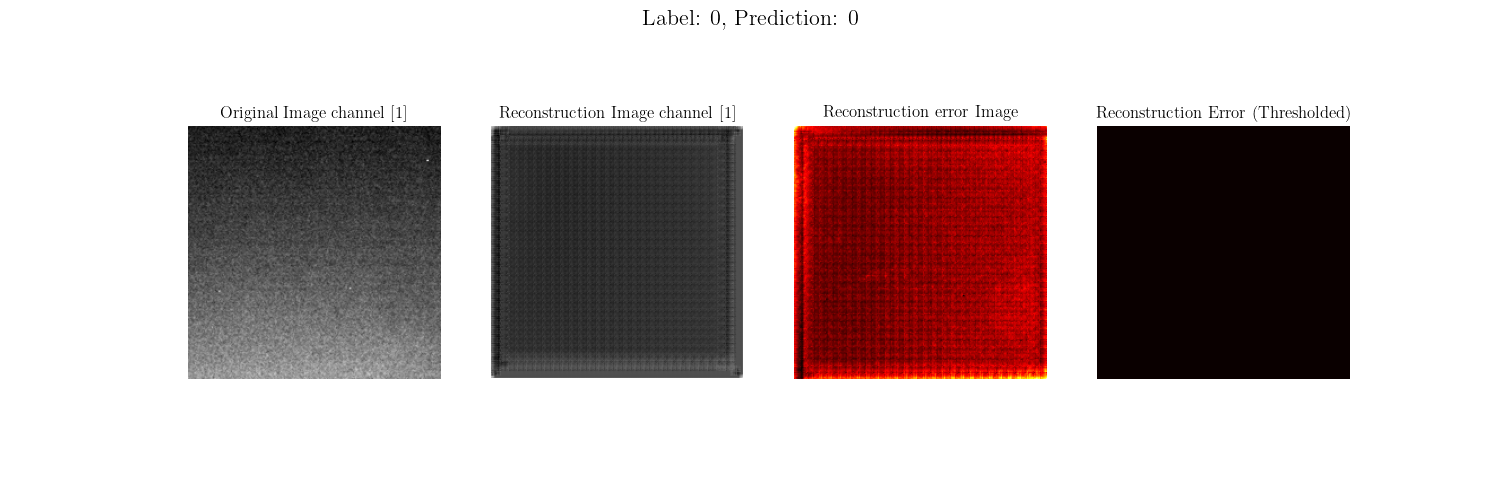 Label: 0, Prediction: 0
Original Image channel [1]
Reconstruction Image channel [1]
Reconstruction error Image
Reconstruction Error (Thresholded)